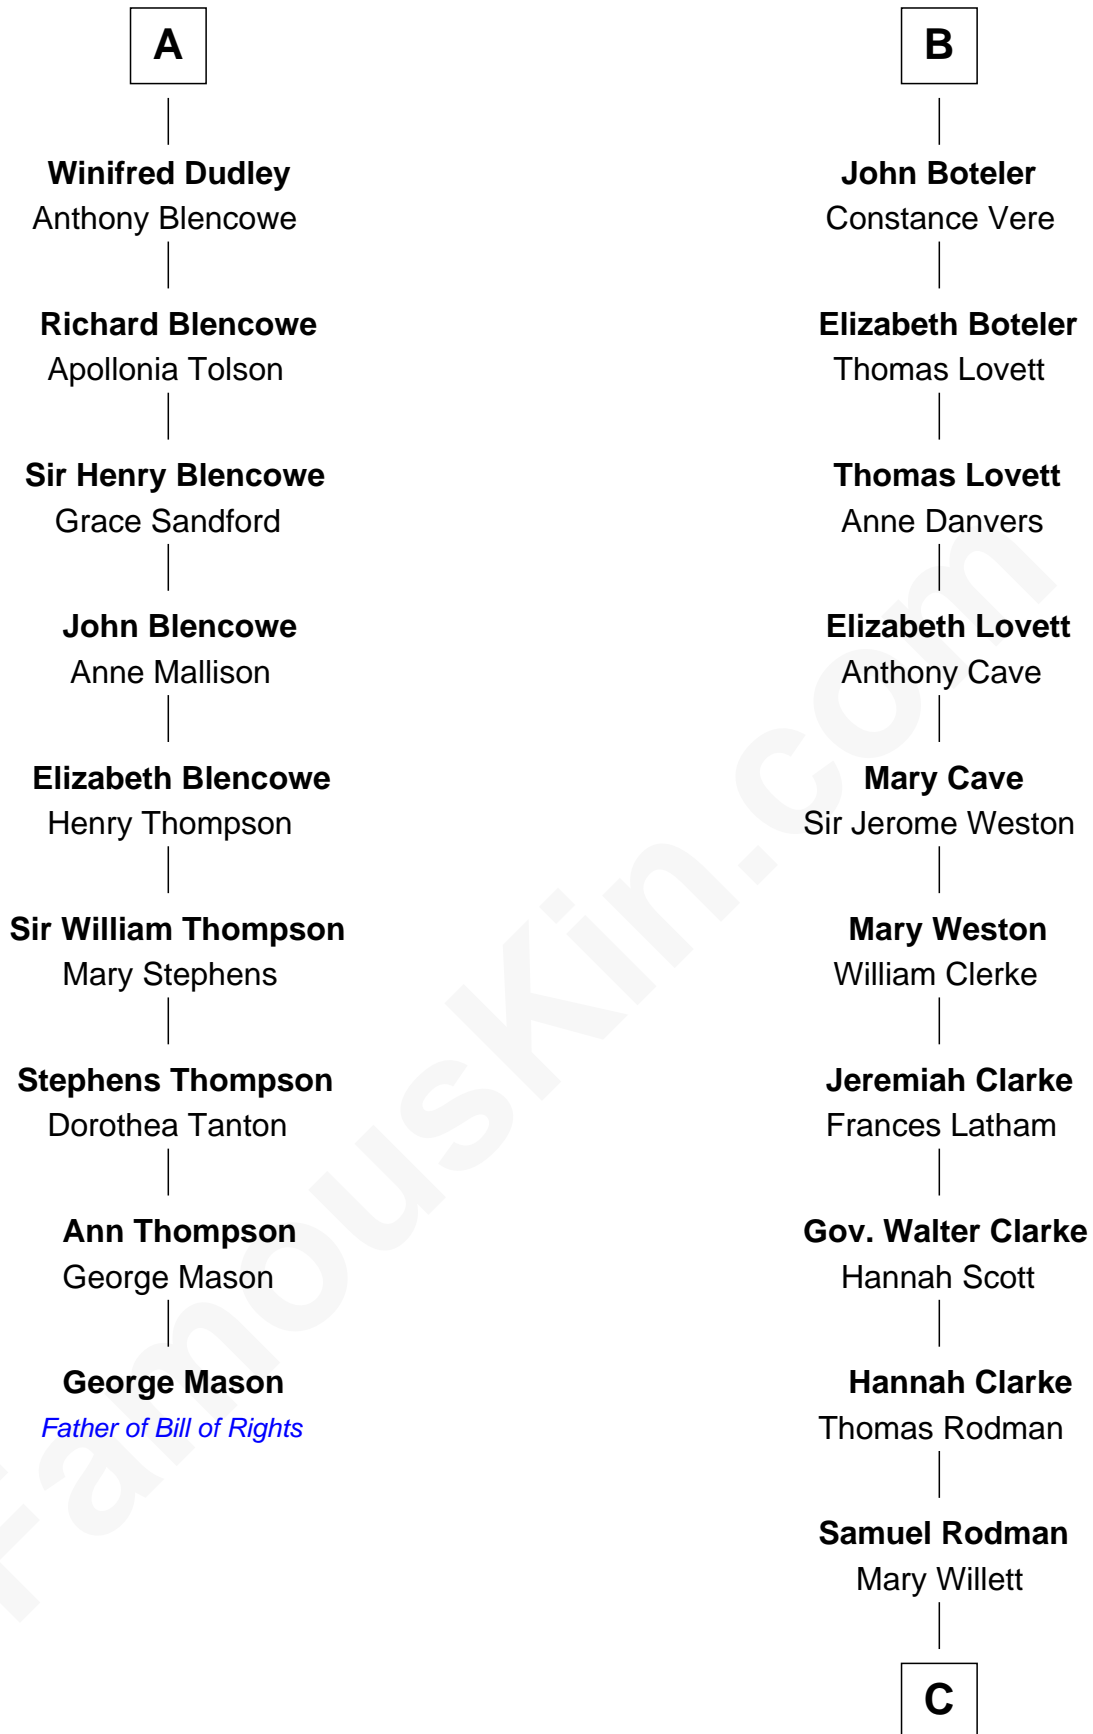 A
Winifred Dudley
Anthony Blencowe
Richard Blencowe
Apollonia Tolson
Sir Henry Blencowe
Grace Sandford
John Blencowe
Anne Mallison
Elizabeth Blencowe
Henry Thompson
Sir William Thompson
Mary Stephens
Stephens Thompson
Dorothea Tanton
Ann Thompson
George Mason
George Mason
Father of Bill of Rights
B
John Boteler
Constance Vere
Elizabeth Boteler
Thomas Lovett
Thomas Lovett
Anne Danvers
Elizabeth Lovett
Anthony Cave
Mary Cave
Sir Jerome Weston
Mary Weston
William Clerke
Jeremiah Clarke
Frances Latham
Gov. Walter Clarke
Hannah Scott
Hannah Clarke
Thomas Rodman
Samuel Rodman
Mary Willett
C
FamousKin.com